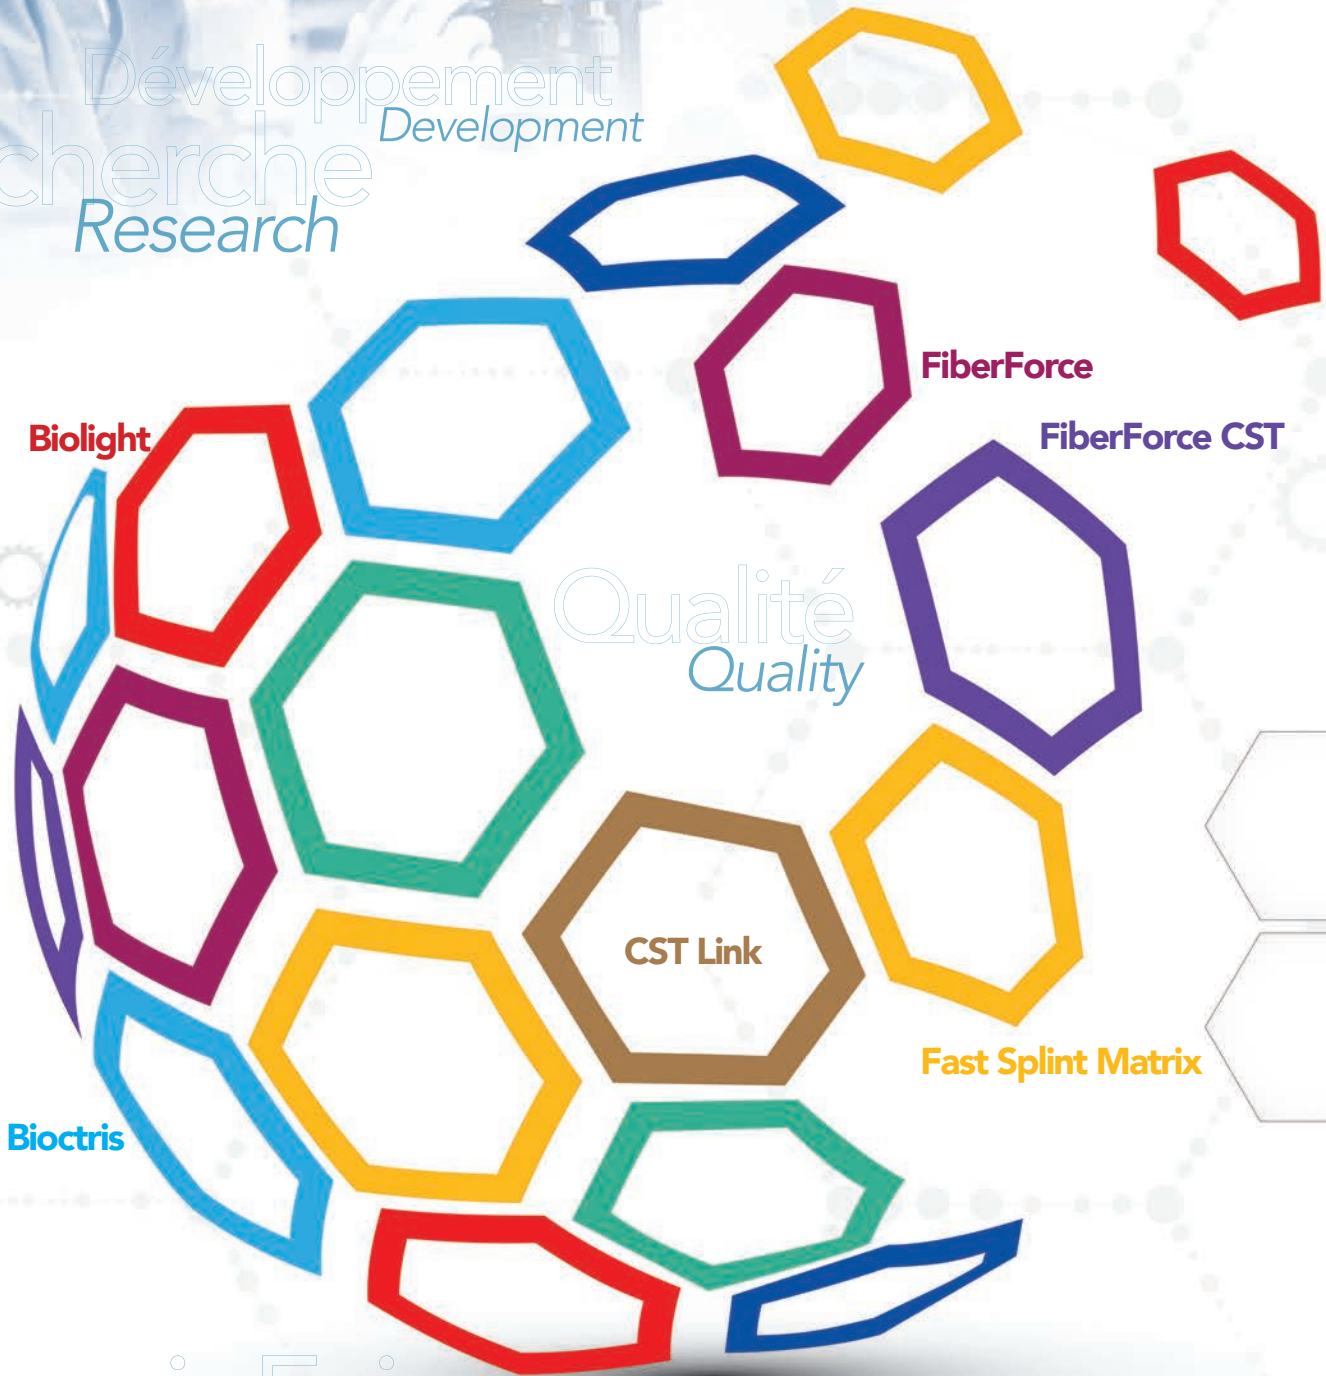 Développement
Development
cherche
Research
FiberForce
Biolight
FiberForce CST
Qualité
Quality
CST Link
Fast Splint Matrix
Bioctris